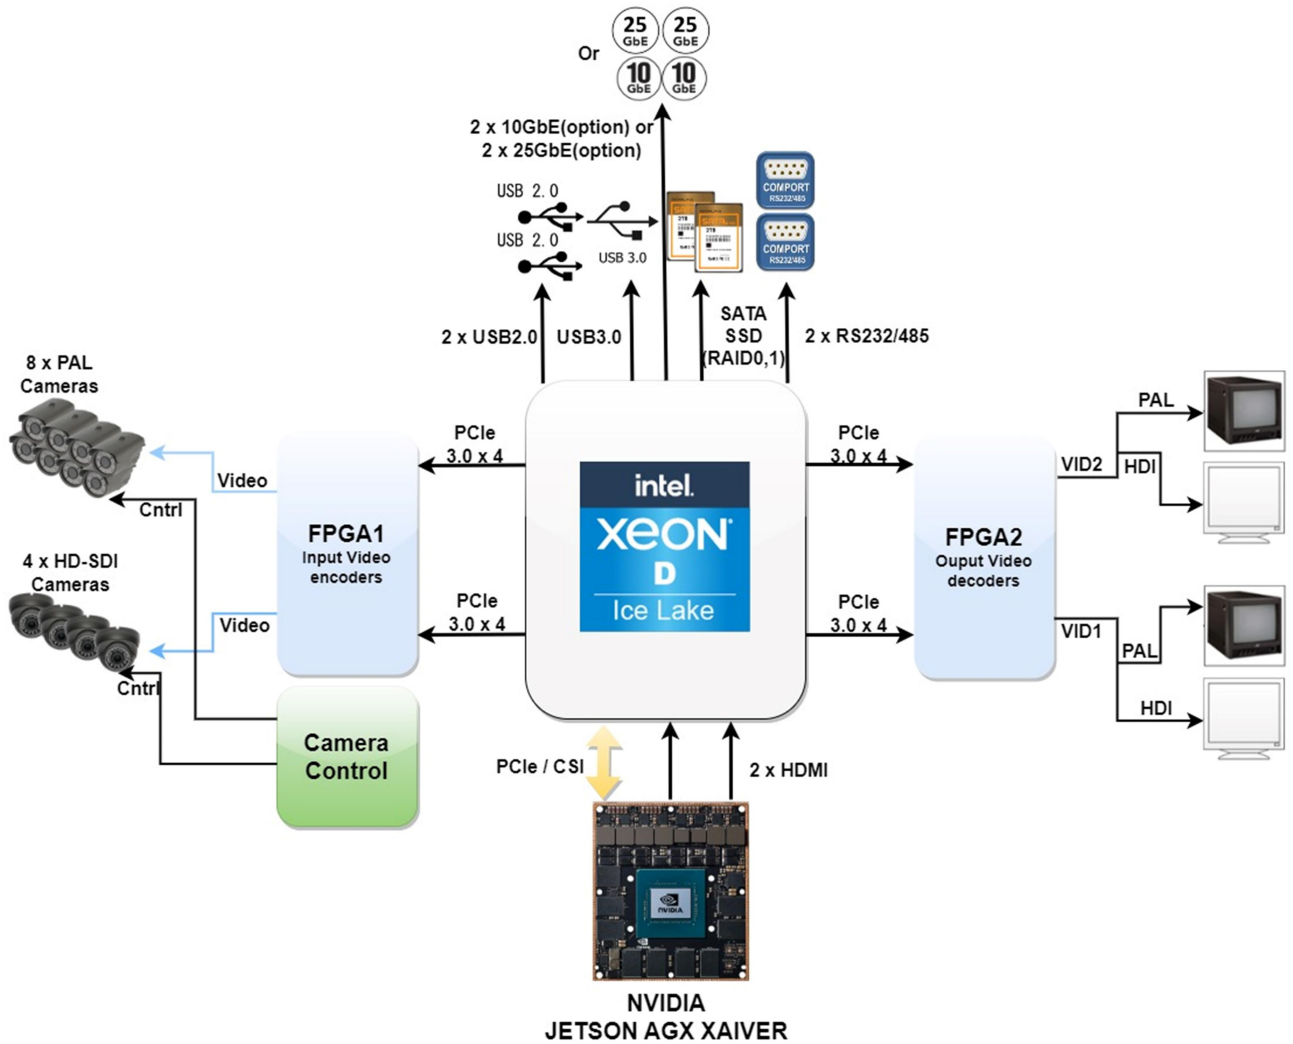 Or
25
GbE
25
GbE
10
GbE
10
GbE
2 x 10GbE(option) or
2 x 25GbE(option)
USB 2.0
USB 2.0
USB 3.0
2TB
2TB
COMPORT
RS232/485
COMPORT
RS232/485
2 x USB2.0
USB3.0
SATA
SSD
(RAID0,1)
2 x RS232/485
8 x PAL
Cameras
Video
Cntrl
4 x HD-SDI
Cameras
Video
Cntrl
FPGA1
Input Video
encoders
Camera
Control
PCIe
3.0 x 4
PCIe
3.0 x 4
intel.
XEON
D
Ice Lake
PCIe
3.0 x 4
PCIe
3.0 x 4
FPGA2
Ouput Video
decoders
VID2
PAL
HDI
VID1
PAL
HDI
PCIe / CSI
2 x HDMI
NVIDIA
NVIDIA
JETSON AGX XAIVER